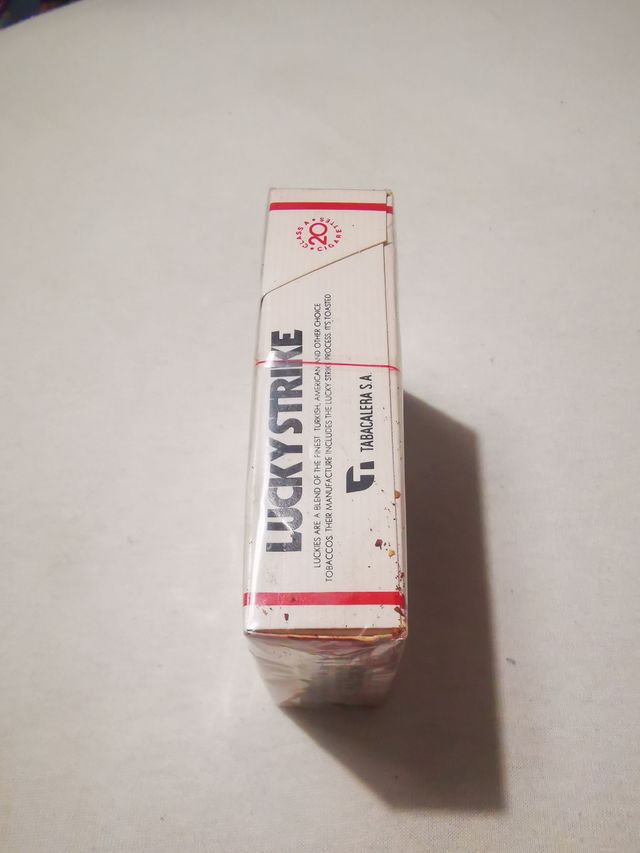 CLASS A • CIGARETTES •
20
LUCKY STRIKE
LUCKIES ARE A BLEND OF THE FINEST TURKISH, AMERICAN AND OTHER CHOICE
TOBACCOS. THEIR MANUFACTURE INCLUDES THE LUCKY STRIKE PROCESS. IT'S TOASTED
TABACALERA S.A.